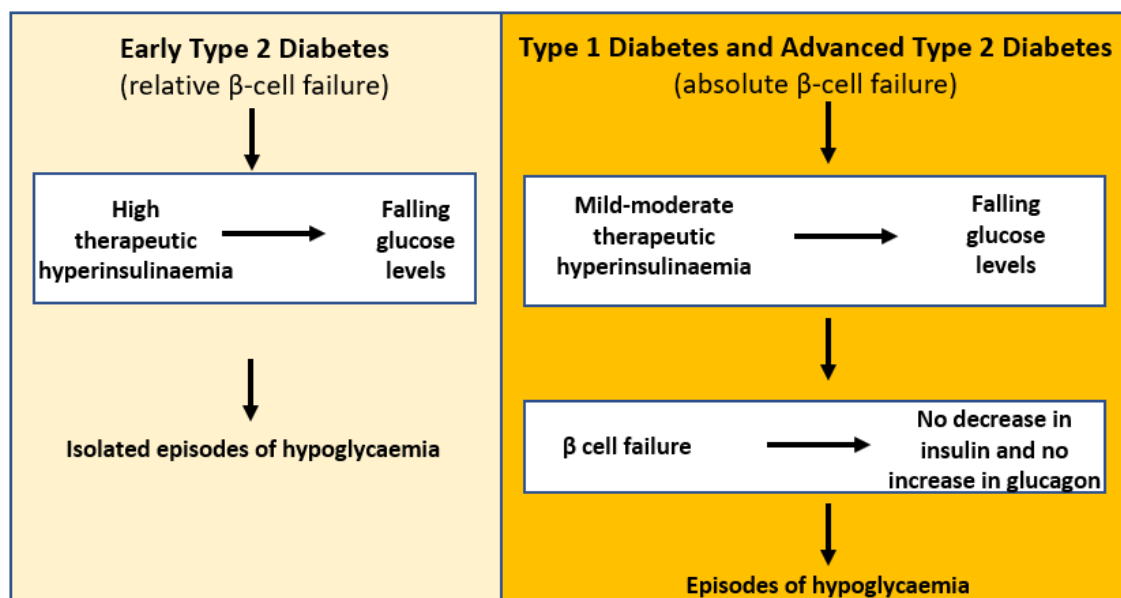 Early Type 2 Diabetes
(relative β-cell failure)
High
therapeutic
hyperinsulinaemia
Falling
glucose
levels
Isolated episodes of hypoglycaemia
Type 1 Diabetes and Advanced Type 2 Diabetes
(absolute β-cell failure)
Mild-moderate
therapeutic
hyperinsulinaemia
Falling
glucose
levels
β cell failure
No decrease in
insulin and no
increase in glucagon
Episodes of hypoglycaemia